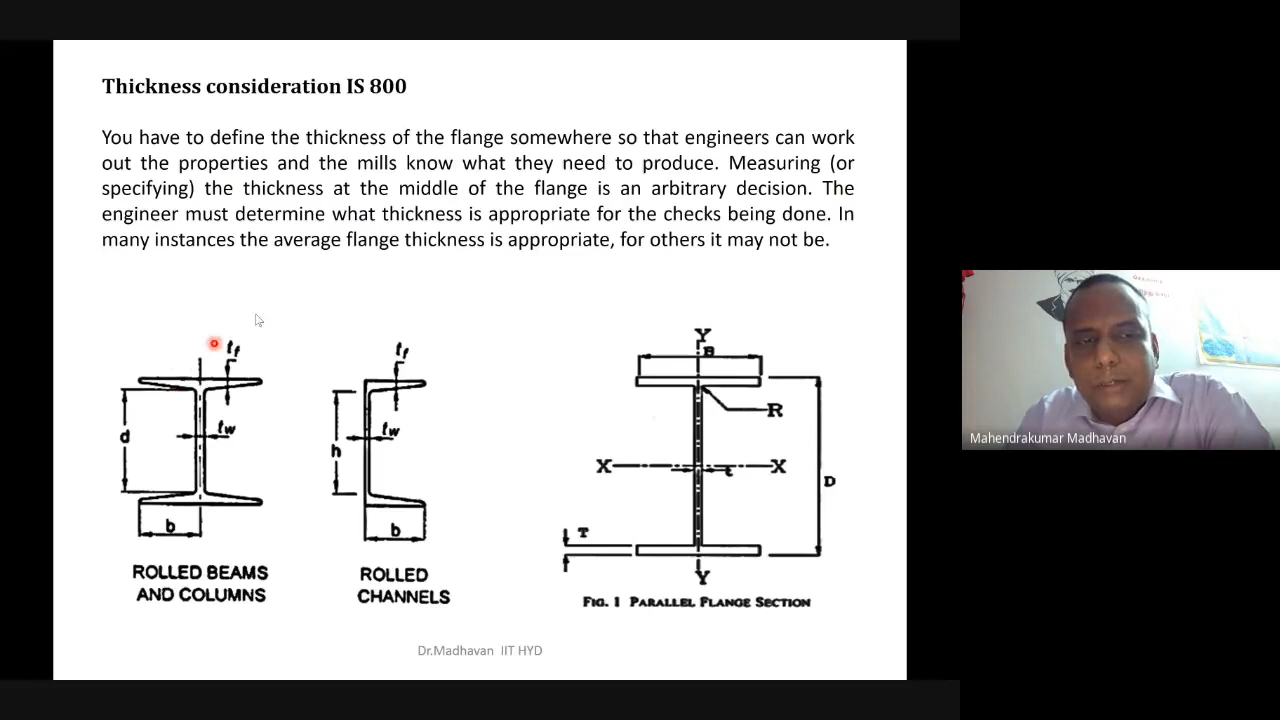 Thickness consideration IS 800
You have to define the thickness of the flange somewhere so that engineers can work
out the properties and the mills know what they need to produce. Measuring (or
specifying) the thickness at the middle of the flange is an arbitrary decision. The
engineer must determine what thickness is appropriate for the checks being done. In
many instances the average flange thickness is appropriate, for others it may not be.
tf
d
tw
b
ROLLED BEAMS
AND COLUMNS
tf
h
tw
b
ROLLED
CHANNELS
Y
B
R
X
X
t
D
T
Y
FIG. 1 PARALLEL FLANGE SECTION
Dr.Madhavan IIT HYD
Mahendrakumar Madhavan